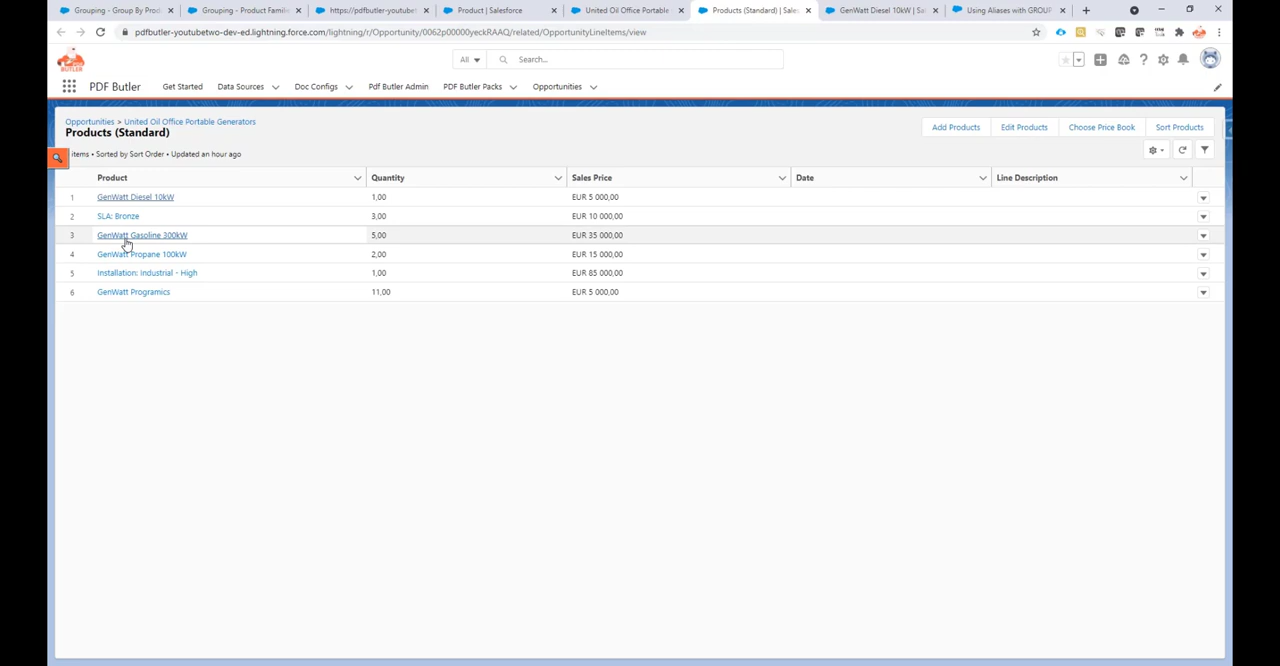 Grouping - Group By Prod
Grouping - Product Familie
https://pdfbutler-youtubet
Product | Salesforce
United Oil Office Portable
Products (Standard) | Sales
GenWatt Diesel 10kW | Sa
Using Aliases with GROUP
pdfbutler-youtubetwo-dev-ed.lightning.force.com/lightning/r/Opportunity/0062p00000yeckRAAQ/related/OpportunityLineItems/view
BUTLER
All
Search...
PDF Butler
Get Started
Data Sources
Doc Configs
Pdf Butler Admin
PDF Butler Packs
Opportunities
Opportunities > United Oil Office Portable Generators
Products (Standard)
Add Products
Edit Products
Choose Price Book
Sort Products
items • Sorted by Sort Order • Updated an hour ago
Product Quantity Sales Price Date Line Description
1 GenWatt Diesel 10kW 1,00 EUR 5 000,00
2 SLA: Bronze 3,00 EUR 10 000,00
3 GenWatt Gasoline 300kW 5,00 EUR 35 000,00
4 GenWatt Propane 100kW 2,00 EUR 15 000,00
5 Installation: Industrial - High 1,00 EUR 85 000,00
6 GenWatt Programics 11,00 EUR 5 000,00